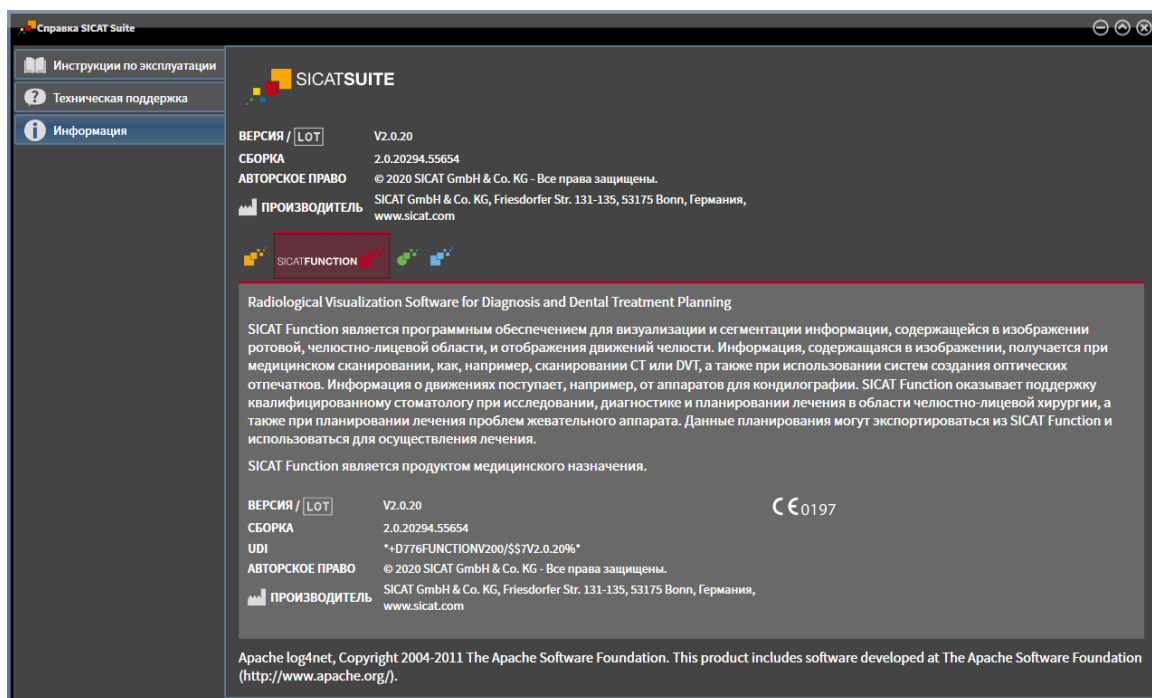 Справка SICAT Suite
Инструкции по эксплуатации
Техническая поддержка
Информация
SICATSUITE
ВЕРСИЯ / LOT V2.0.20
СБОРКА 2.0.20294.55654
АВТОРСКОЕ ПРАВО © 2020 SICAT GmbH & Co. KG - Все права защищены.
ПРОИЗВОДИТЕЛЬ SICAT GmbH & Co. KG, Friesdorfer Str. 131-135, 53175 Bonn, Германия,
www.sicat.com
SICATFUNCTION
Radiological Visualization Software for Diagnosis and Dental Treatment Planning
SICAT Function является программным обеспечением для визуализации и сегментации информации, содержащейся в изображении
ротовой, челюстно-лицевой области, и отображения движений челюсти. Информация, содержащаяся в изображении, получается при
медицинском сканировании, как, например, сканировании CT или DVT, а также при использовании систем создания оптических
отпечатков. Информация о движениях поступает, например, от аппаратов для кондилографии. SICAT Function оказывает поддержку
квалифицированному стоматологу при исследовании, диагностике и планировании лечения в области челюстно-лицевой хирургии, а
также при планировании лечения проблем жевательного аппарата. Данные планирования могут экспортироваться из SICAT Function и
использоваться для осуществления лечения.
SICAT Function является продуктом медицинского назначения.
ВЕРСИЯ / LOT V2.0.20 CE0197
СБОРКА 2.0.20294.55654
UDI *+D776FUNCTIONV200/$$7V2.0.20%*
АВТОРСКОЕ ПРАВО © 2020 SICAT GmbH & Co. KG - Все права защищены.
ПРОИЗВОДИТЕЛЬ SICAT GmbH & Co. KG, Friesdorfer Str. 131-135, 53175 Bonn, Германия,
www.sicat.com
Apache log4net, Copyright 2004-2011 The Apache Software Foundation. This product includes software developed at The Apache Software Foundation
(http://www.apache.org/).